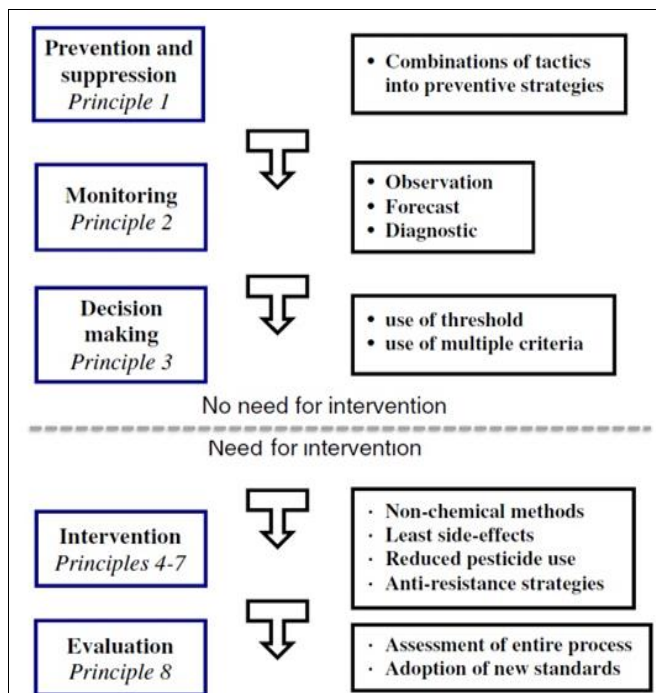 Prevention and
suppression
Principle 1
• Combinations of tactics
into preventive strategies
Monitoring
Principle 2
• Observation
• Forecast
• Diagnostic
Decision
making
Principle 3
• use of threshold
• use of multiple criteria
No need for intervention
Need for intervention
Intervention
Principles 4-7
· Non-chemical methods
· Least side-effects
· Reduced pesticide use
· Anti-resistance strategies
Evaluation
Principle 8
· Assessment of entire process
· Adoption of new standards